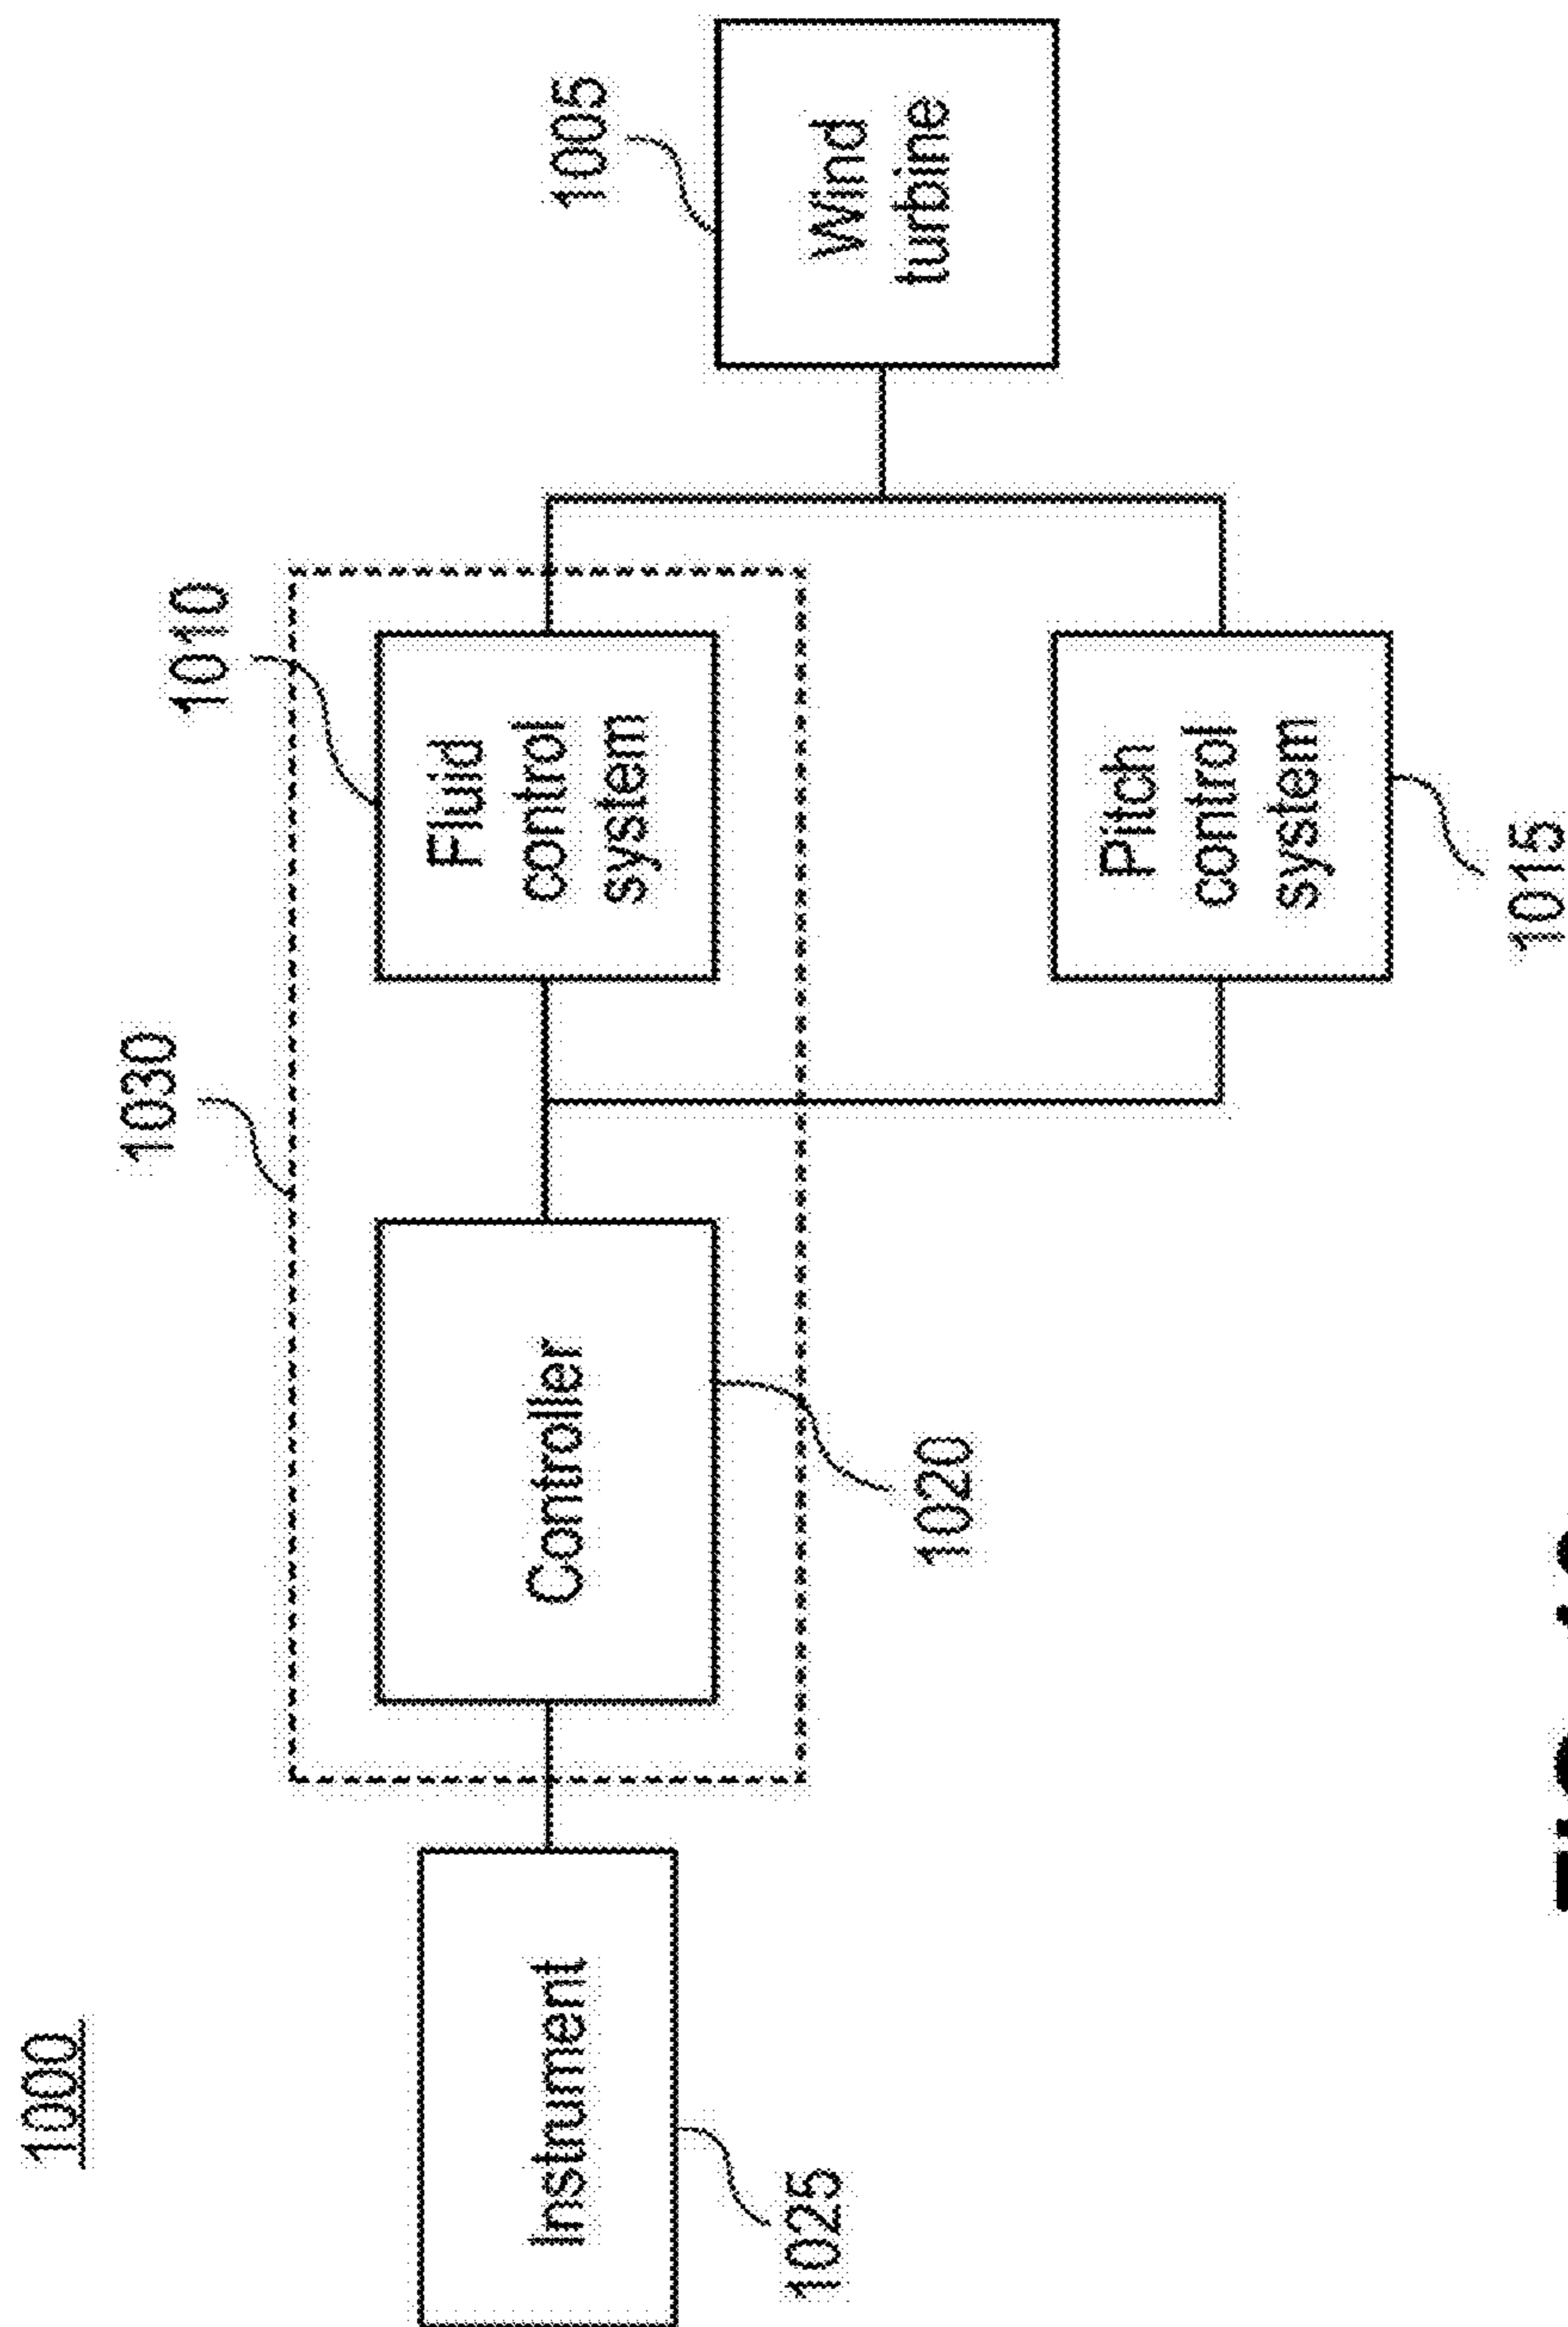 1000
Instrument
1025
Controller
1020
1030
Fluid
control
system
1010
Pitch
control
system
1015
Wind
turbine
1005